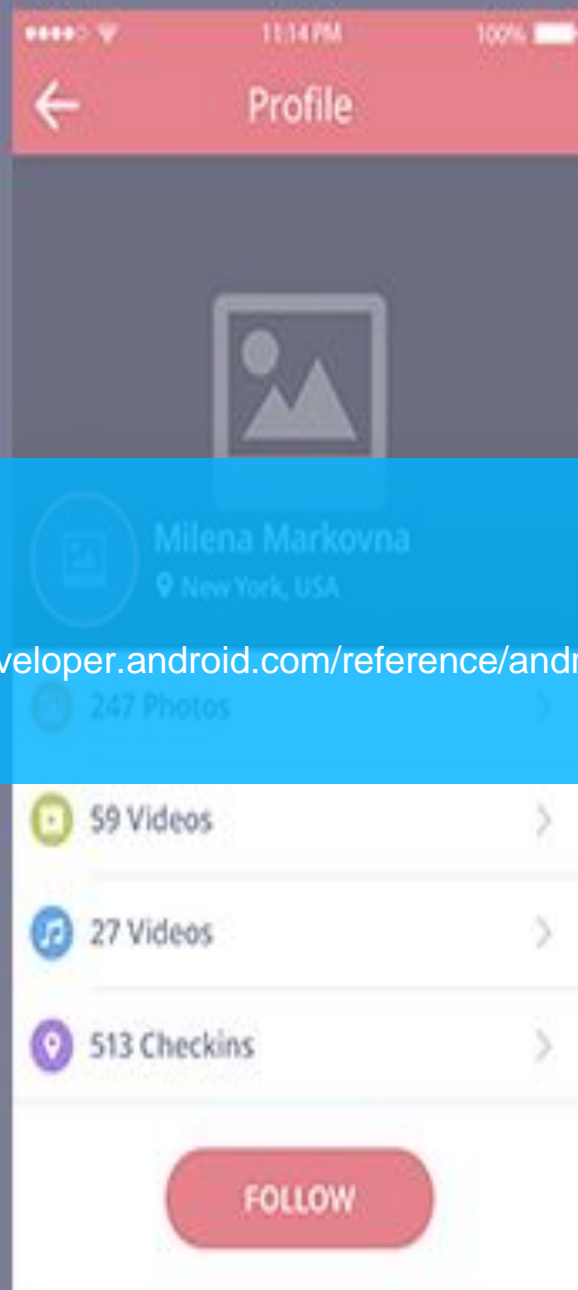 11:14 PM 100%
Profile
Milena Markovna
New York, USA
veloper.android.com/reference/andr
247 Photos
59 Videos
27 Videos
513 Checkins
FOLLOW